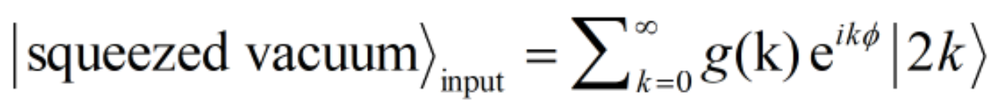 |squeezed vacuum⟩_input = ∑_{k=0}^{∞} g(k) e^{ikϕ} |2k⟩